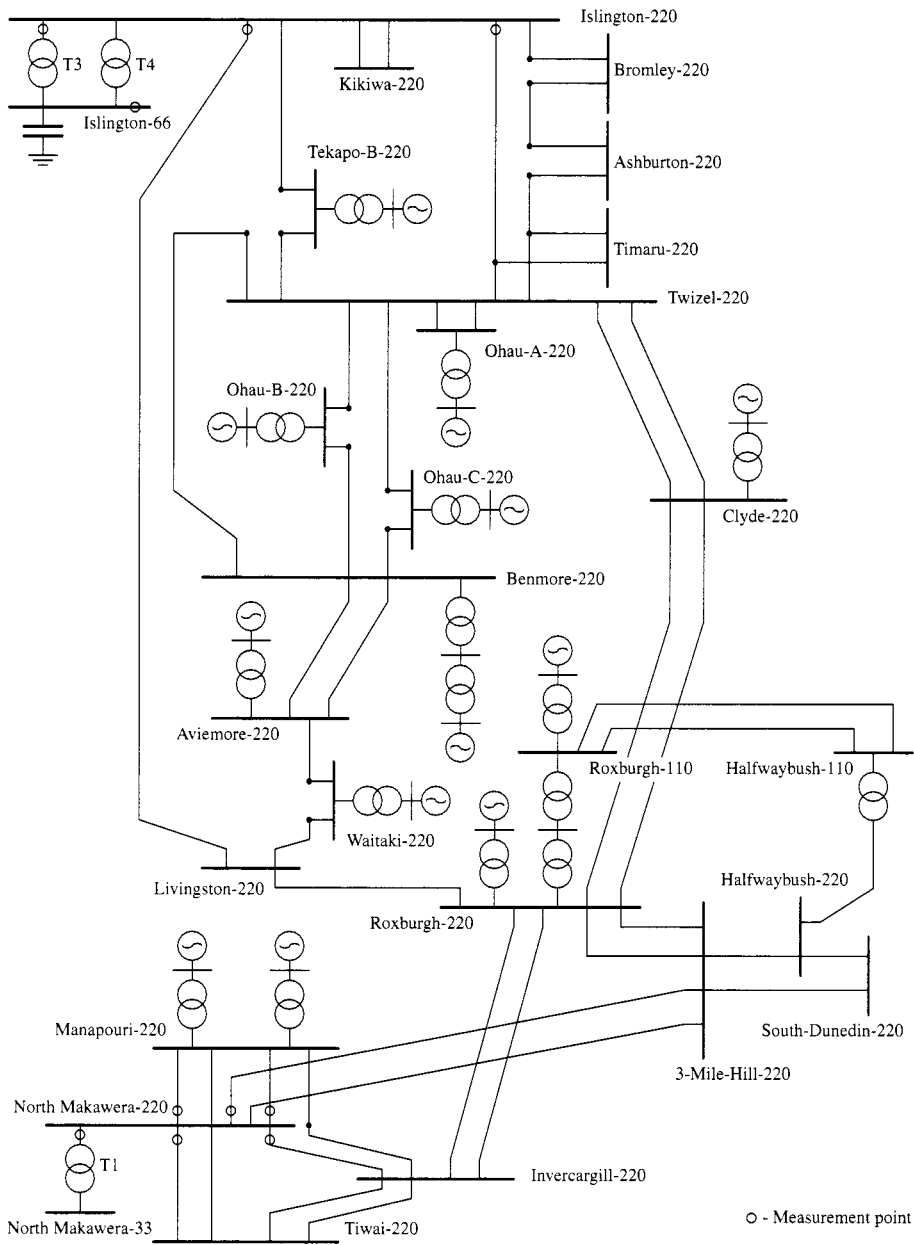 Islington-220
T3
T4
Bromley-220
Kikiwa-220
Islington-66
Tekapo-B-220
Ashburton-220
Timaru-220
Twizel-220
Ohau-A-220
Ohau-B-220
Ohau-C-220
Clyde-220
Benmore-220
Aviemore-220
Roxburgh-110
Halfwaybush-110
Waitaki-220
Livingston-220
Halfwaybush-220
Roxburgh-220
Manapouri-220
South-Dunedin-220
3-Mile-Hill-220
North Makawera-220
T1
Invercargill-220
North Makawera-33
Tiwai-220
- Measurement point